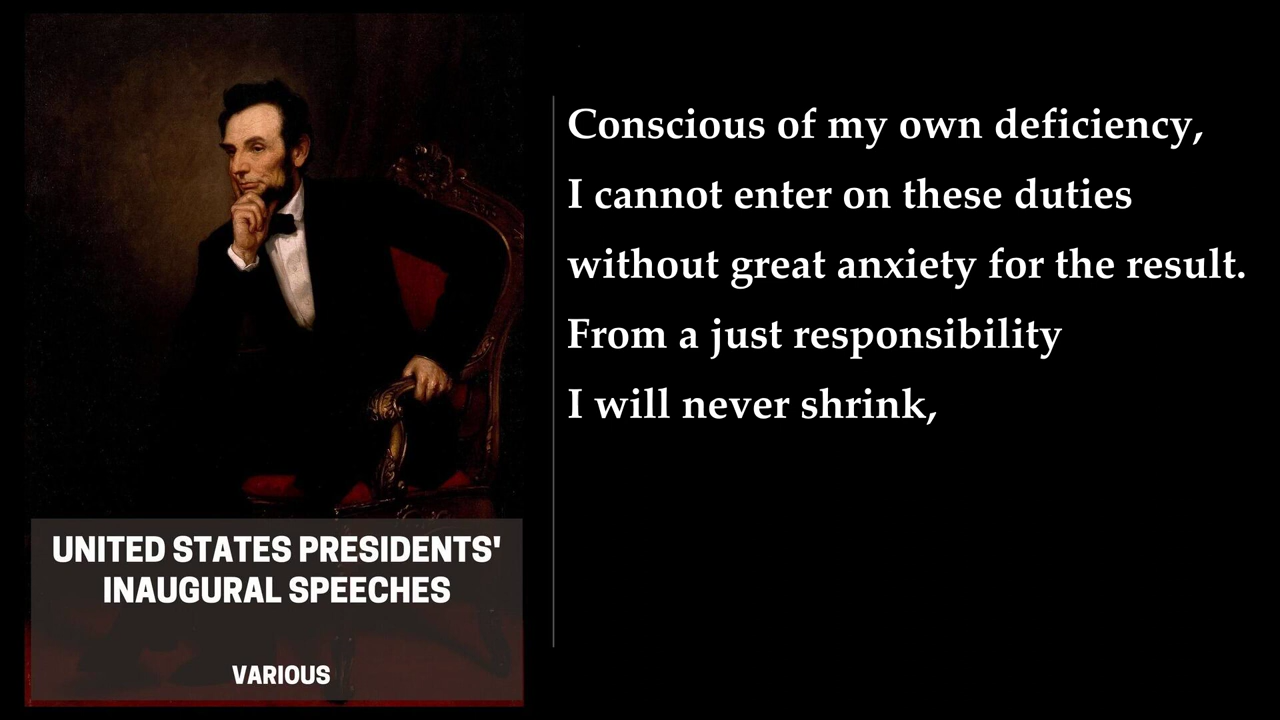 Conscious of my own deficiency,
I cannot enter on these duties
without great anxiety for the result.
From a just responsibility
I will never shrink,
UNITED STATES PRESIDENTS'
INAUGURAL SPEECHES
VARIOUS